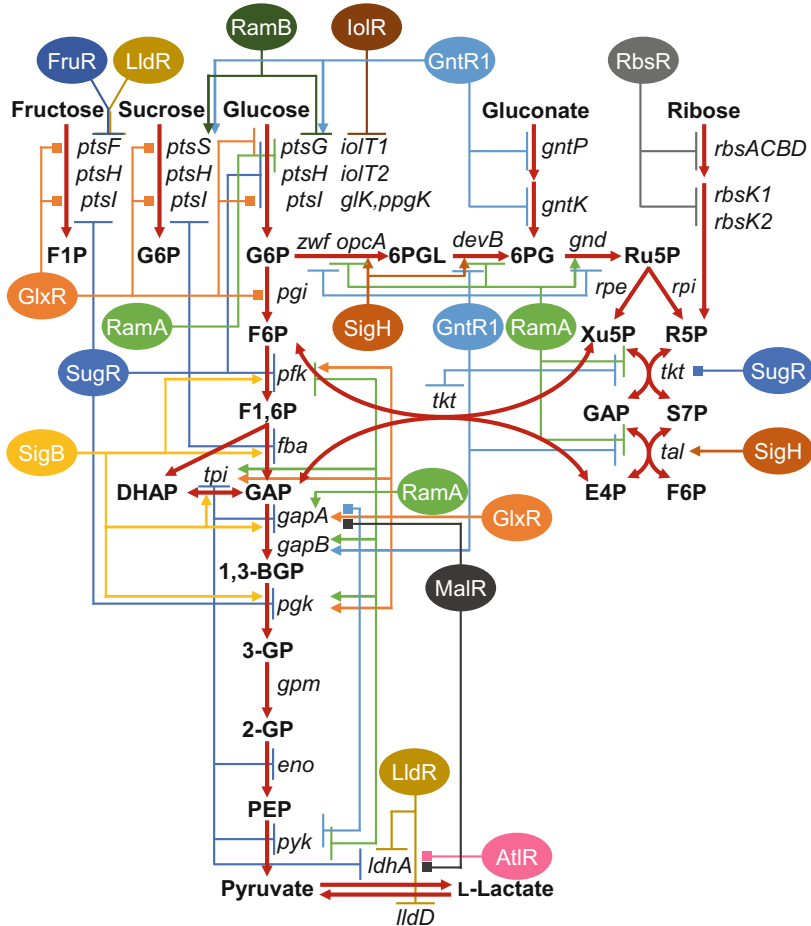 RamB IolR
FruR LldR GntR1 RbsR
Fructose Sucrose Glucose Gluconate Ribose
ptsF ptsS ptsG iolT1 gntP rbsACBD
ptsH ptsH ptsH iolT2
ptsI ptsI ptsI glK,ppgK gntK rbsK1
rbsK2
F1P G6P G6P zwf opcA 6PGL devB 6PG gnd Ru5P
rpe rpi
GlxR pgi
RamA SigH GntR1 RamA
F6P Xu5P R5P
SugR pfk tkt tkt SugR
F1,6P GAP S7P
SigB fba tal SigH
tpi
DHAP GAP RamA E4P F6P
gapA GlxR
gapB
1,3-BGP MalR
pgk
3-GP
gpm
2-GP
eno LldR
PEP
pyk
ldhA AtlR
Pyruvate L-Lactate
lldD